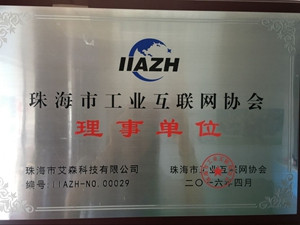 IIAZH
珠海市工业互联网协会
理事单位
珠海市艾森科技有限公司
编号:IIAZH-NO.00029
珠海市工业互联网协会
二〇一六年四月